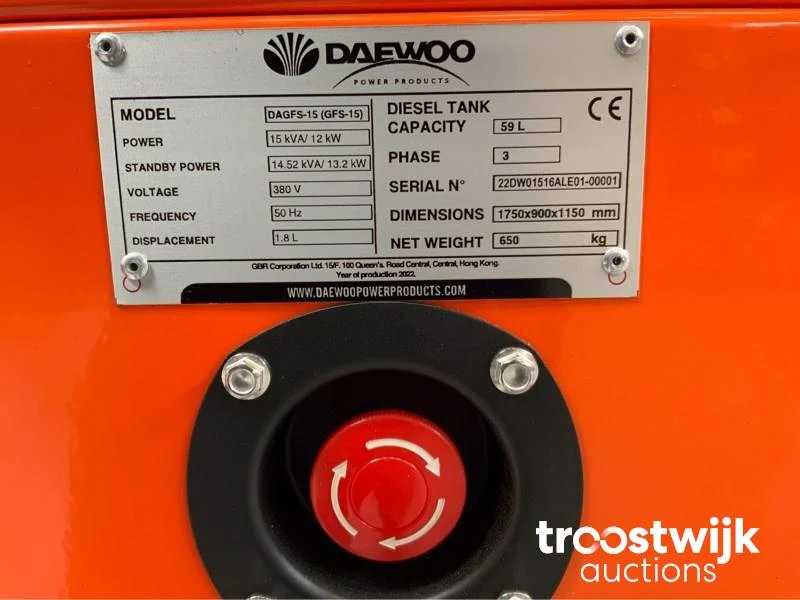 DAEWOO
POWER PRODUCTS
MODEL DAGFS-15 (GFS-15)
POWER 15 kVA/ 12 kW
STANDBY POWER 14.52 kVA/ 13.2 kW
VOLTAGE 380 V
FREQUENCY 50 Hz
DISPLACEMENT 1.8 L
DIESEL TANK
CAPACITY 59 L
CE
PHASE 3
SERIAL N° 22DW01516ALE01-00001
DIMENSIONS 1750x900x1150 mm
NET WEIGHT 650 kg
GBR Corporation Ltd. 15/F, 100 Queen's. Road Central, Central, Hong Kong.
Year of production 2022.
WWW.DAEWOOPOWERPRODUCTS.COM
troostwijk
auctions